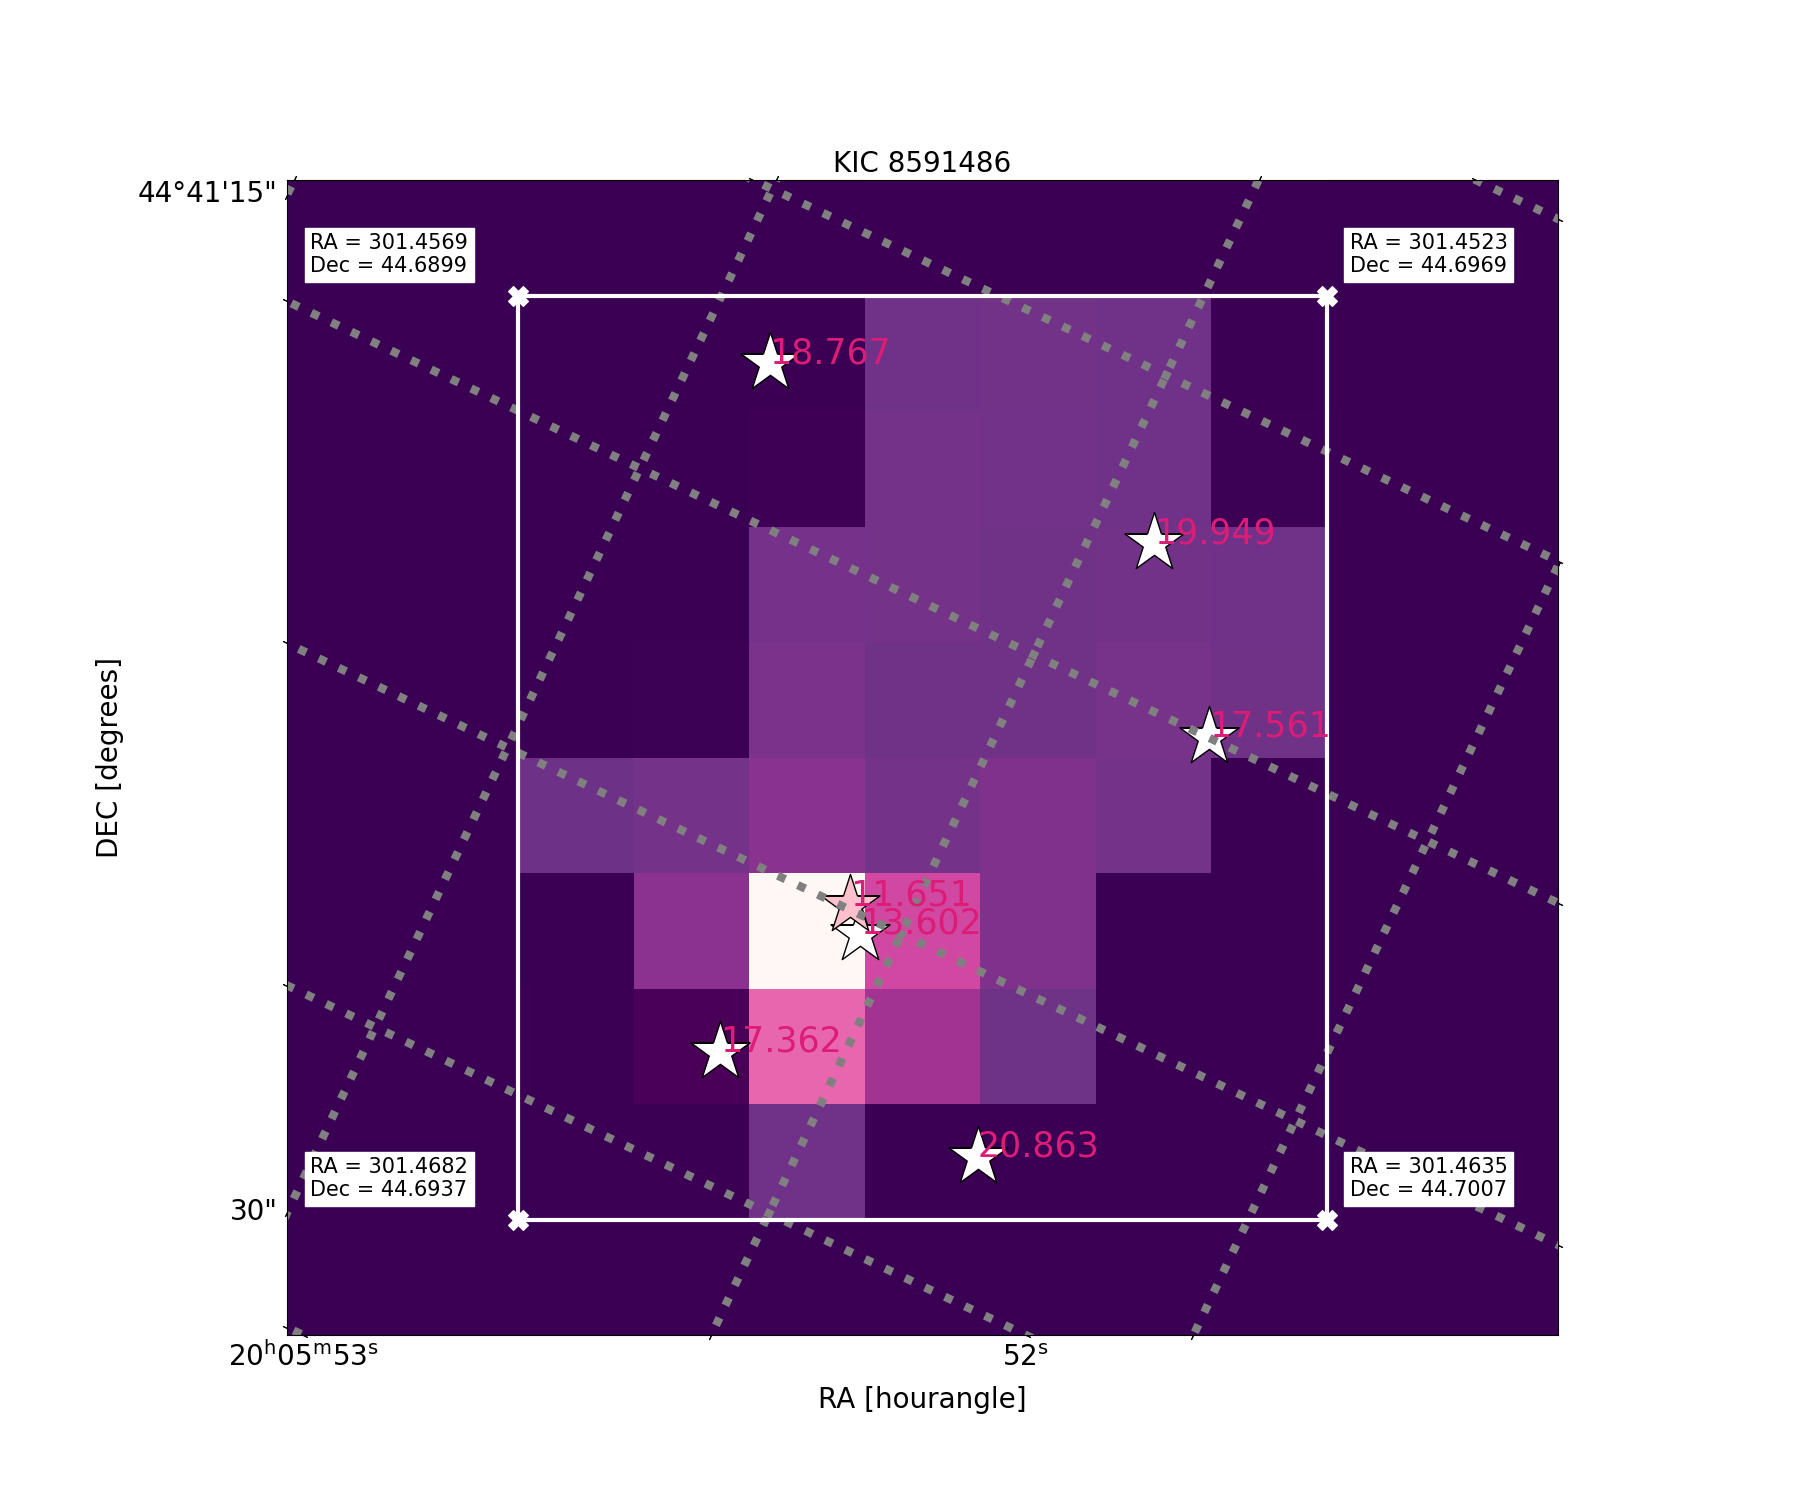 KIC 8591486
44°41'15"
RA = 301.4569
Dec = 44.6899
RA = 301.4523
Dec = 44.6969
18.767
19.949
17.561
DEC [degrees]
11.651
13.602
17.362
20.863
RA = 301.4682
Dec = 44.6937
RA = 301.4635
Dec = 44.7007
30"
20ʰ05ᵐ53ˢ
52ˢ
RA [hourangle]